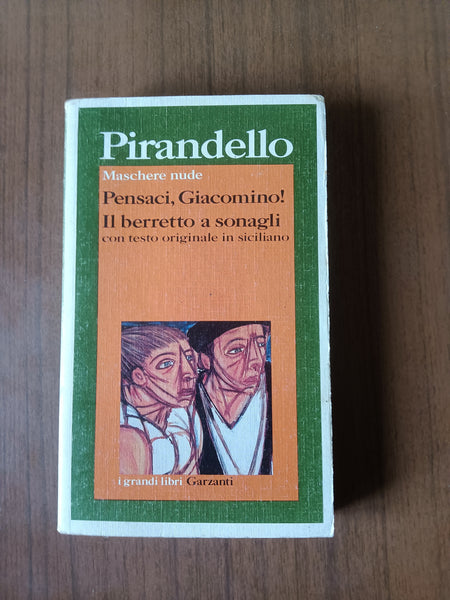 Pirandello
Maschere nude
Pensaci, Giacomino!
Il berretto a sonagli
con testo originale in siciliano
i grandi libri Garzanti